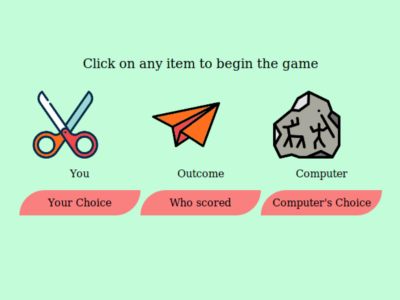 Click on any item to begin the game
You
Outcome
Computer
Your Choice
Who scored
Computer's Choice